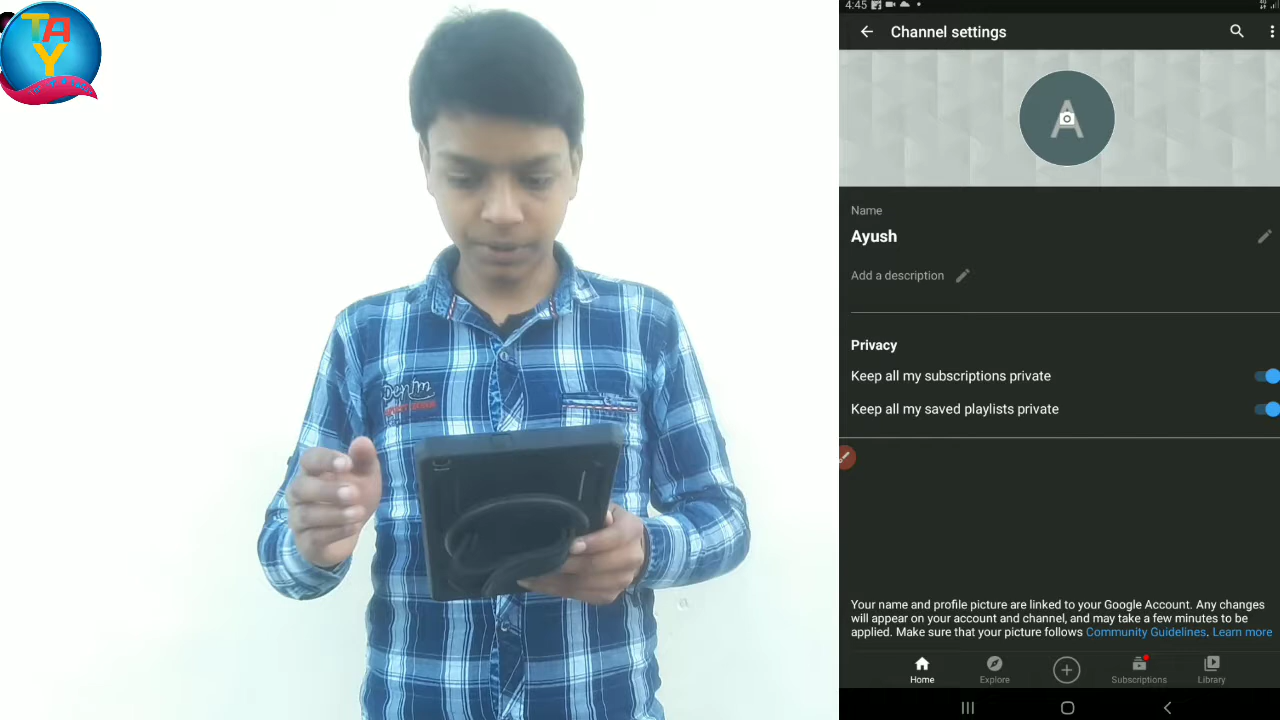 TAY
4:45
Channel settings
A
Name
Ayush
Add a description
Privacy
Keep all my subscriptions private
Keep all my saved playlists private
Your name and profile picture are linked to your Google Account. Any changes
will appear on your account and channel, and may take a few minutes to be
applied. Make sure that your picture follows Community Guidelines. Learn more
Home
Explore
Subscriptions
Library
Denim